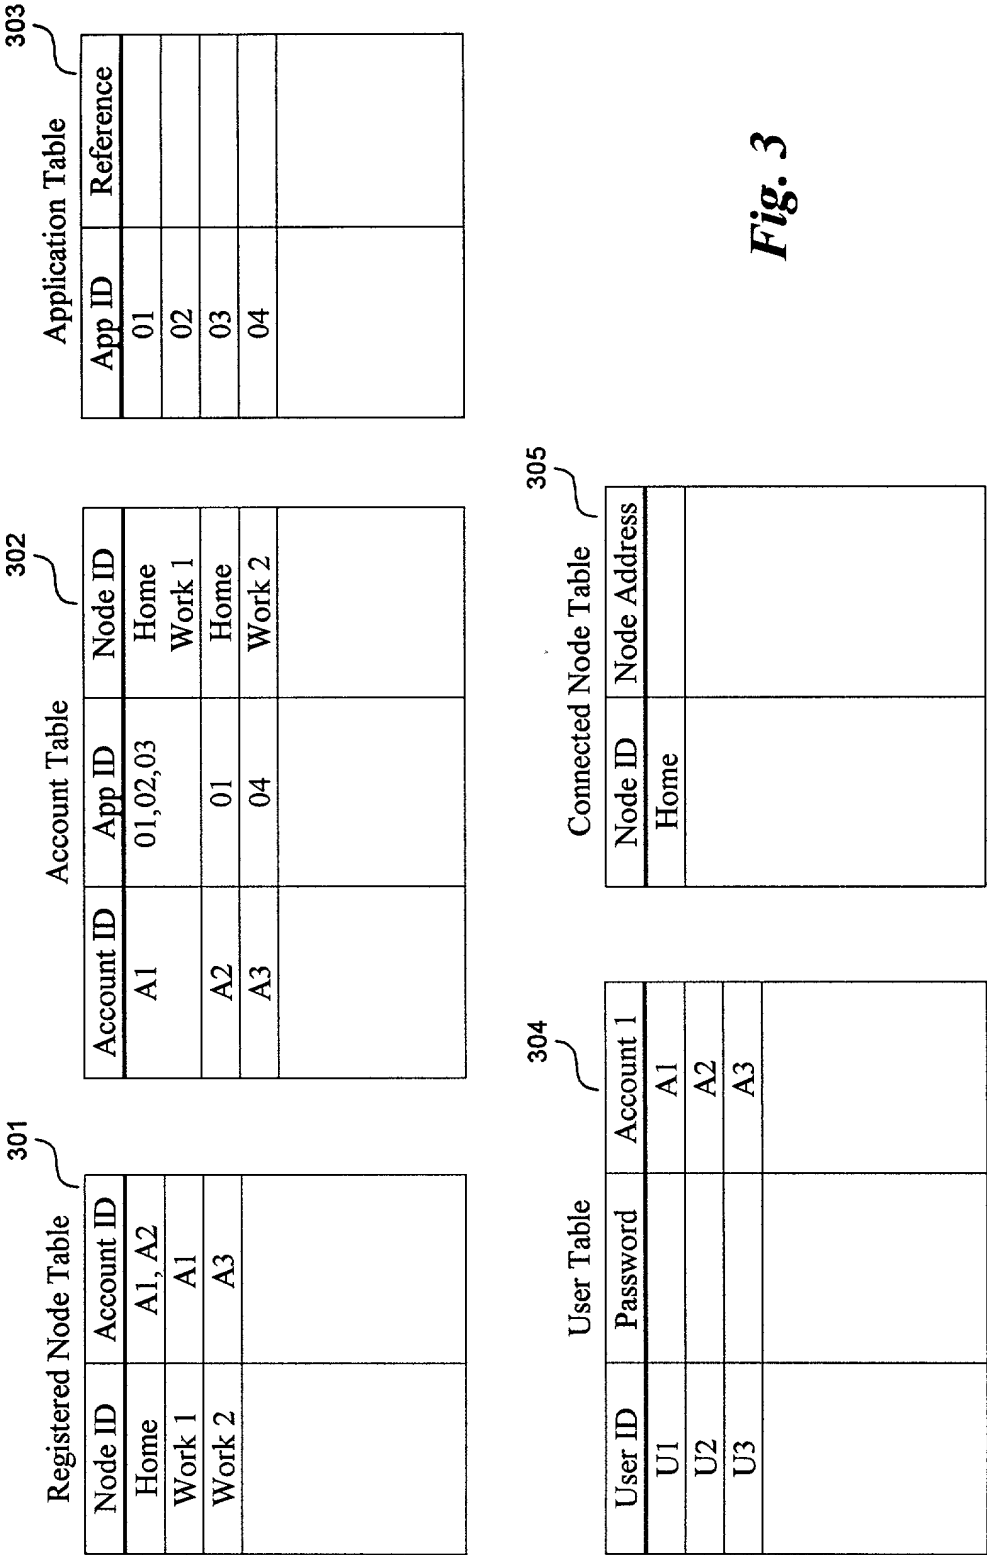 301
Registered Node Table
Node ID Account ID
Home A1, A2
Work 1 A1
Work 2 A3
302
Account Table
Account ID App ID Node ID
A1 01,02,03 Home
Work 1
A2 01 Home
A3 04 Work 2
303
Application Table
App ID Reference
01
02
03
04
304
User Table
User ID Password Account 1
U1 A1
U2 A2
U3 A3
305
Connected Node Table
Node ID Node Address
Home
Fig. 3